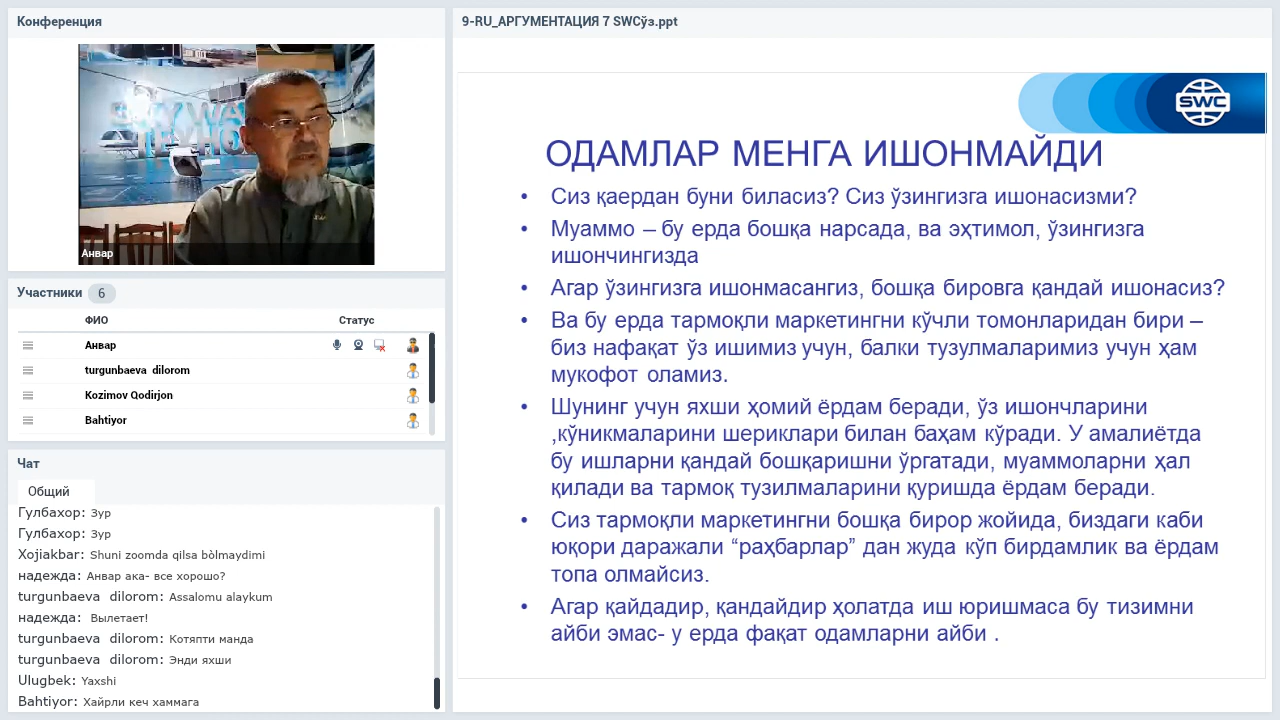 Конференция
SKYWAY
Анвар
Участники 6
ФИО Статус
Анвар
turgunbaeva dilorom
Kozimov Qodirjon
Bahtiyor
Чат
Общий
Гулбахор: Зур
Гулбахор: Зур
Xojiakbar: Shuni zoomda qilsa bòlmaydimi
надежда: Анвар ака- все хорошо?
turgunbaeva dilorom: Assalomu alaykum
надежда: Вылетает!
turgunbaeva dilorom: Котяпти манда
turgunbaeva dilorom: Энди яхши
Ulugbek: Yaxshi
Bahtiyor: Хайрли кеч хаммага
9-RU_АРГУМЕНТАЦИЯ 7 SWCўз.ppt
SWC
ОДАМЛАР МЕНГА ИШОНМАЙДИ
• Сиз қаердан буни биласиз? Сиз ўзингизга ишонасизми?
• Муаммо – бу ерда бошқа нарсада, ва эҳтимол, ўзингизга
ишончингизда
• Агар ўзингизга ишонмасангиз, бошқа бировга қандай ишонасиз?
• Ва бу ерда тармоқли маркетингни кўчли томонларидан бири –
биз нафақат ўз ишимиз учун, балки тузулмаларимиз учун ҳам
мукофот оламиз.
• Шунинг учун яхши ҳомий ёрдам беради, ўз ишончларини
,кўникмаларини шериклари билан баҳам кўради. У амалиётда
бу ишларни қандай бошқаришни ўргатади, муаммоларни ҳал
қилади ва тармоқ тузилмаларини қуришда ёрдам беради.
• Сиз тармоқли маркетингни бошқа бирор жойида, биздаги каби
юқори даражали “раҳбарлар” дан жуда кўп бирдамлик ва ёрдам
топа олмайсиз.
• Агар қайдадир, қандайдир ҳолатда иш юришмаса бу тизимни
айби эмас- у ерда фақат одамларни айби .